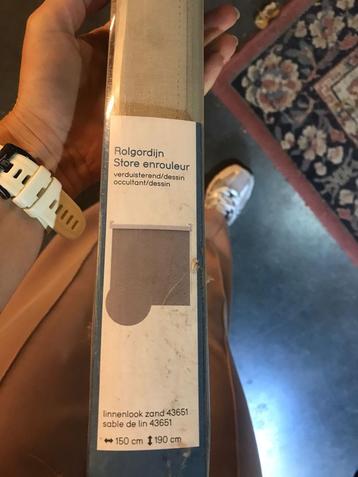 Rolgordijn
Store enrouleur
verduisterend/dessin
occultant/dessin
linnenlook zand 43651
sable de lin 43651
↔ 150 cm ↕ 190 cm